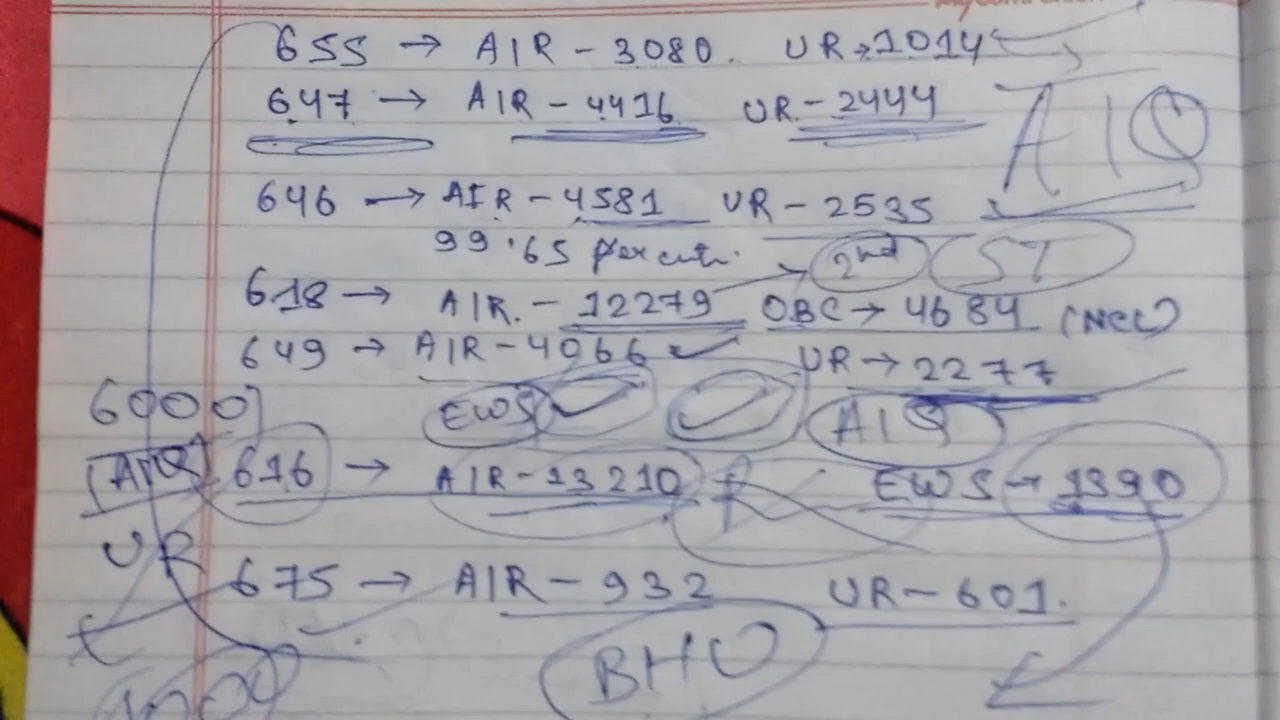 655 → AIR - 3080. UR → 1014
647 → AIR - 4416 UR - 2444
AIQ
646 → AIR - 4581 UR - 2535
99.65 2nd ST
618 → AIR. - 12279 OBC → 4684 (NCL)
649 → AIR - 4066 UR → 2277
6000 EWS AIQ
AIQ 616 → AIR - 13210 EWS → 1390
UR
675 → AIR - 932 UR - 601.
BHU